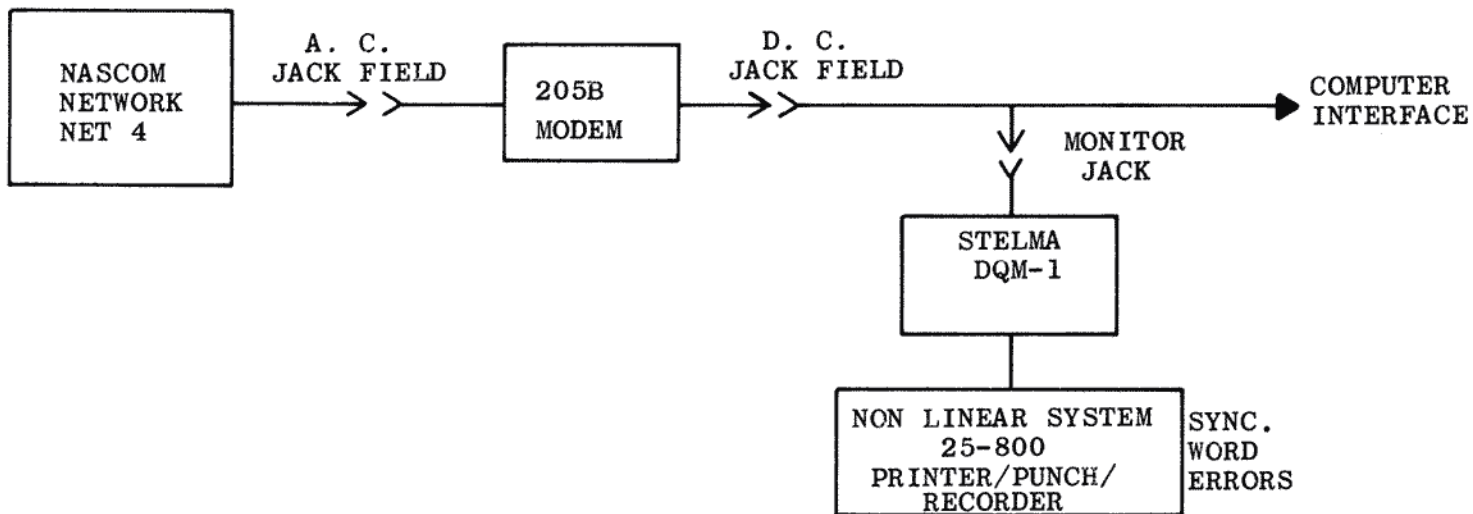 NASCOM
NETWORK
NET 4
A. C.
JACK FIELD
205B
MODEM
D. C.
JACK FIELD
COMPUTER
INTERFACE
MONITOR
JACK
STELMA
DQM-1
NON LINEAR SYSTEM
25-800
PRINTER/PUNCH/
RECORDER
SYNC.
WORD
ERRORS